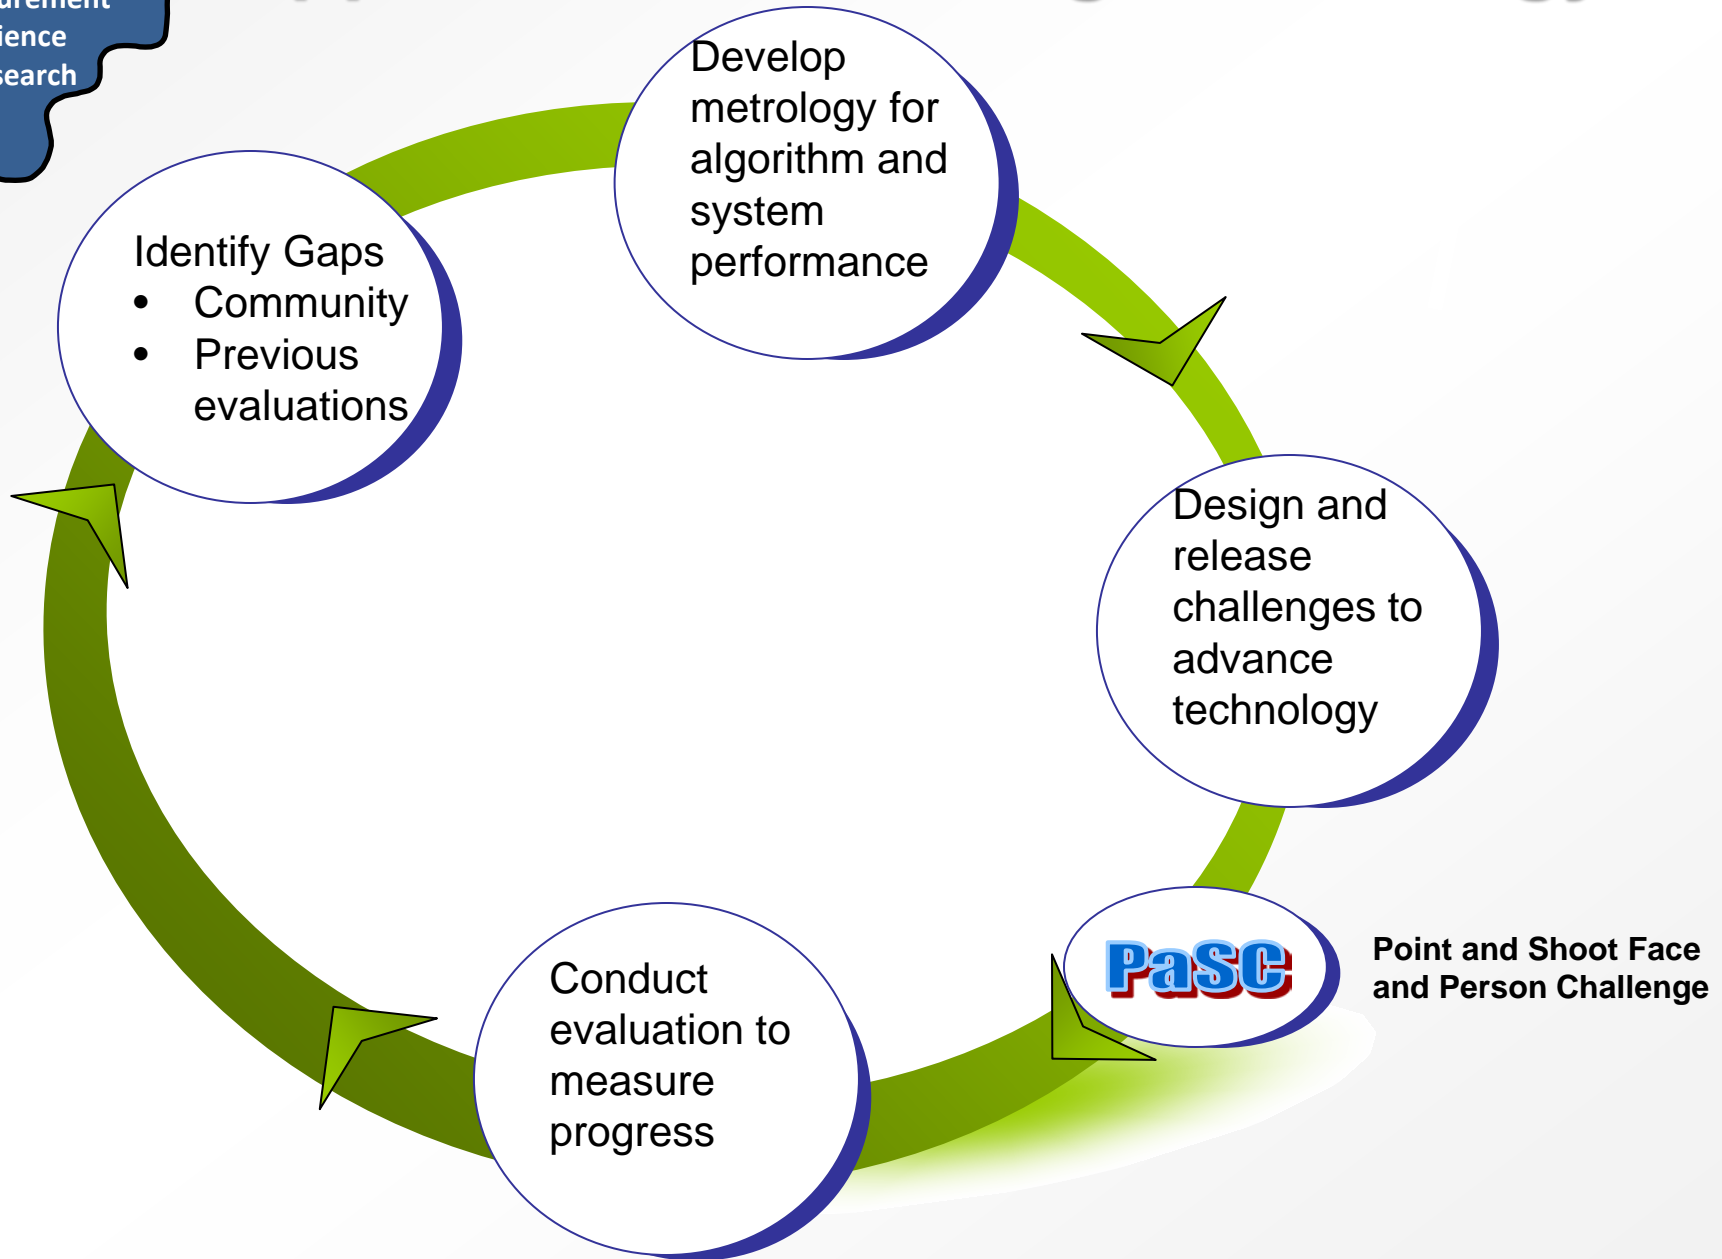 search
Identify Gaps
• Community
• Previous
evaluations
Develop
metrology for
algorithm and
system
performance
Design and
release
challenges to
advance
technology
PaSC
Point and Shoot Face
and Person Challenge
Conduct
evaluation to
measure
progress